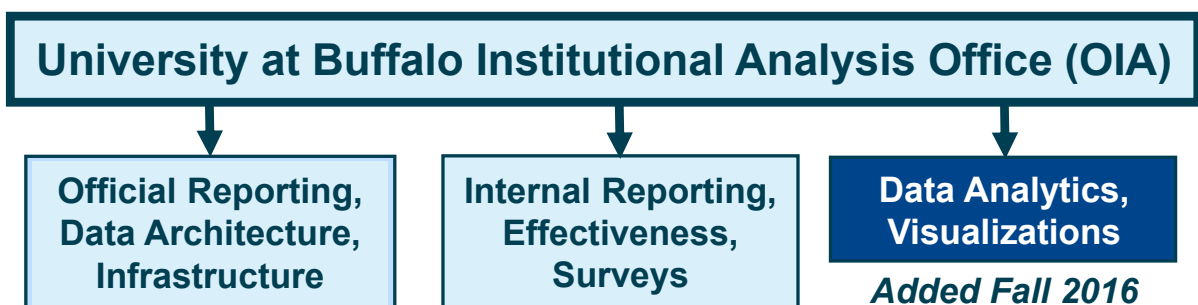 University at Buffalo Institutional Analysis Office (OIA)
Official Reporting,
Data Architecture,
Infrastructure
Internal Reporting,
Effectiveness,
Surveys
Data Analytics,
Visualizations
Added Fall 2016